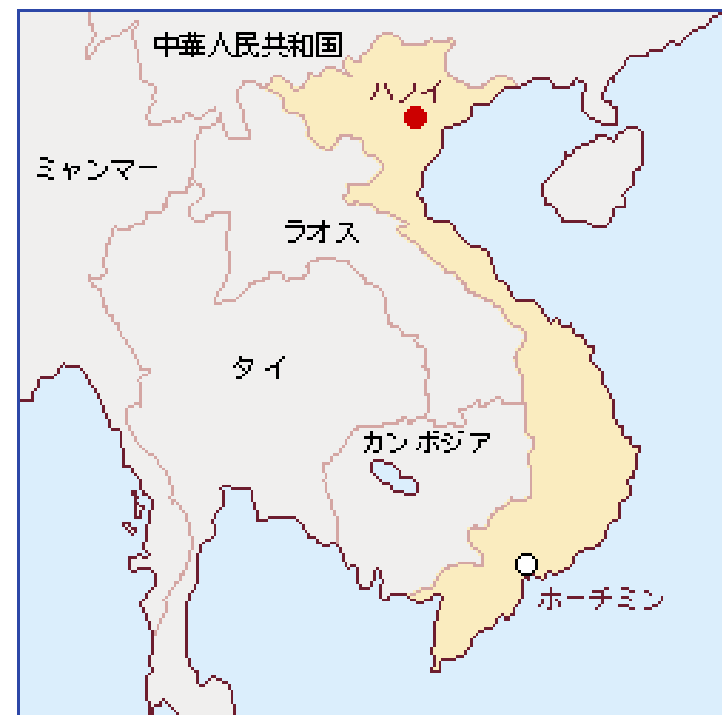 中華人民共和国
ハノイ
ミャンマー
ラオス
タイ
カンボジア
ホーチミン